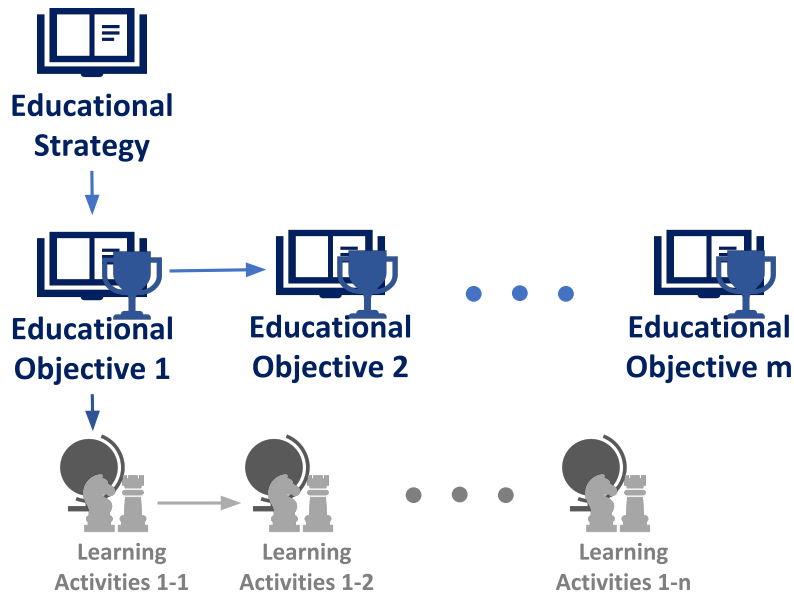 Educational
Strategy
Educational
Objective 1
Educational
Objective 2
Educational
Objective m
Learning
Activities 1-1
Learning
Activities 1-2
Learning
Activities 1-n